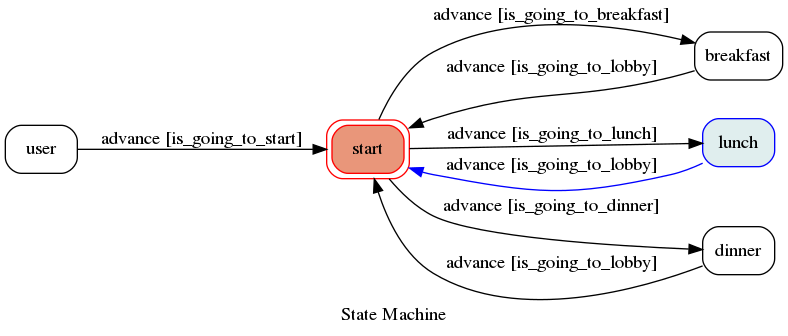 advance [is_going_to_breakfast]
breakfast
advance [is_going_to_lobby]
user
advance [is_going_to_start]
start
advance [is_going_to_lunch]
lunch
advance [is_going_to_lobby]
advance [is_going_to_dinner]
dinner
advance [is_going_to_lobby]
State Machine